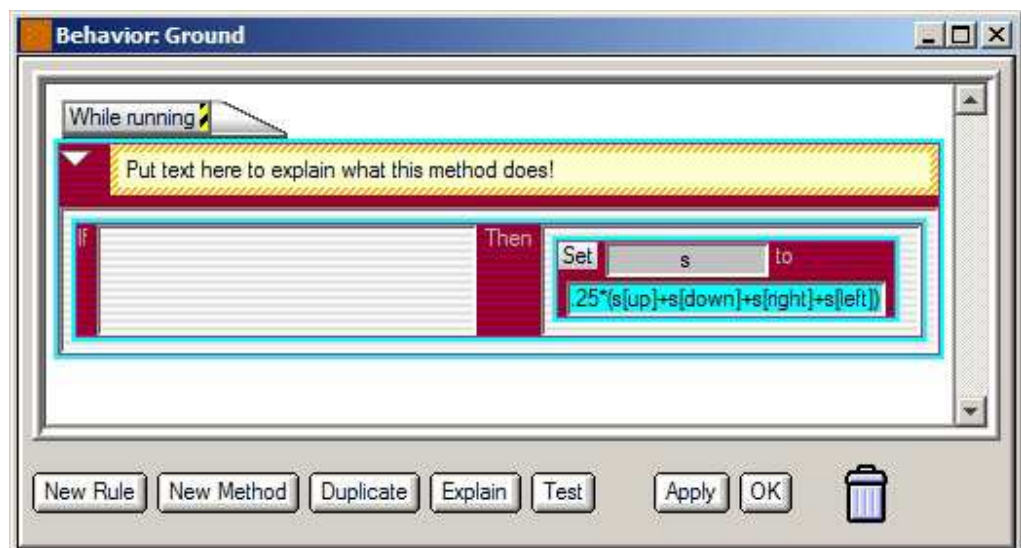 Behavior: Ground
While running
Put text here to explain what this method does!
If
Then
Set s to
.25*(s[up]+s[down]+s[right]+s[left])
New Rule New Method Duplicate Explain Test Apply OK